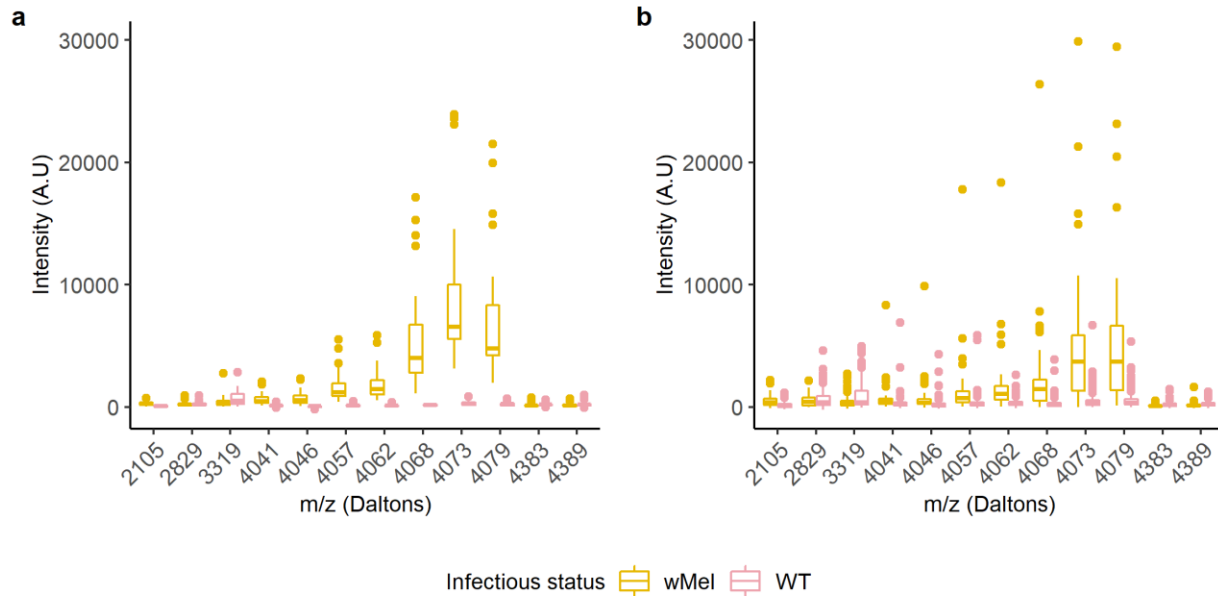 a
Intensity (A.U)
30000
20000
10000
0
2105 2829 3319 4041 4046 4057 4062 4068 4073 4079 4383 4389
m/z (Daltons)
b
Intensity (A.U)
30000
20000
10000
0
2105 2829 3319 4041 4046 4057 4062 4068 4073 4079 4383 4389
m/z (Daltons)
Infectious status wMel WT